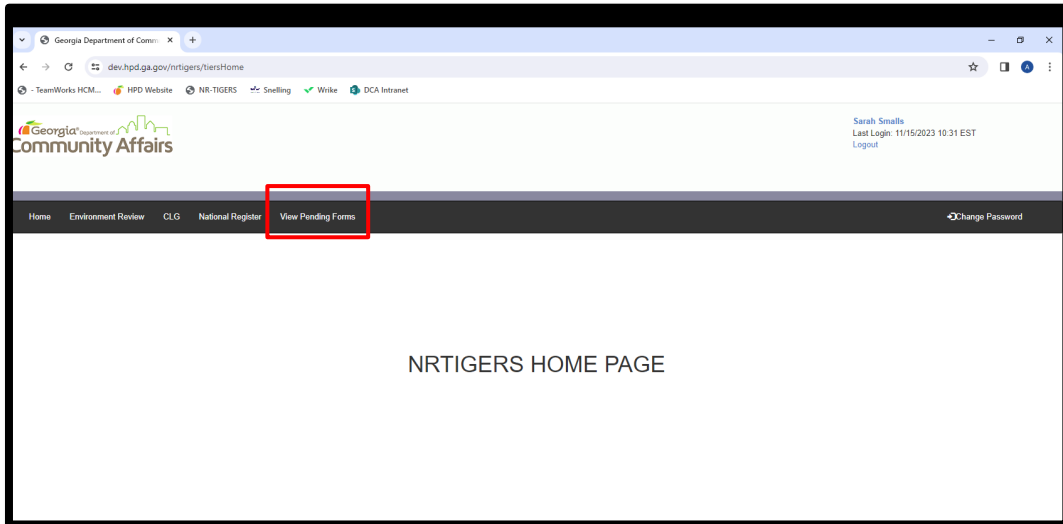 Georgia Department of Comm
dev.hpd.ga.gov/nrtigers/tiersHome
A
- TeamWorks HCM... HPD Website NR-TIGERS Snelling Wrike DCA Intranet
Georgia® Department of
Community Affairs
Sarah Smalls
Last Login: 11/15/2023 10:31 EST
Logout
Home Environment Review CLG National Register View Pending Forms Change Password
NRTIGERS HOME PAGE